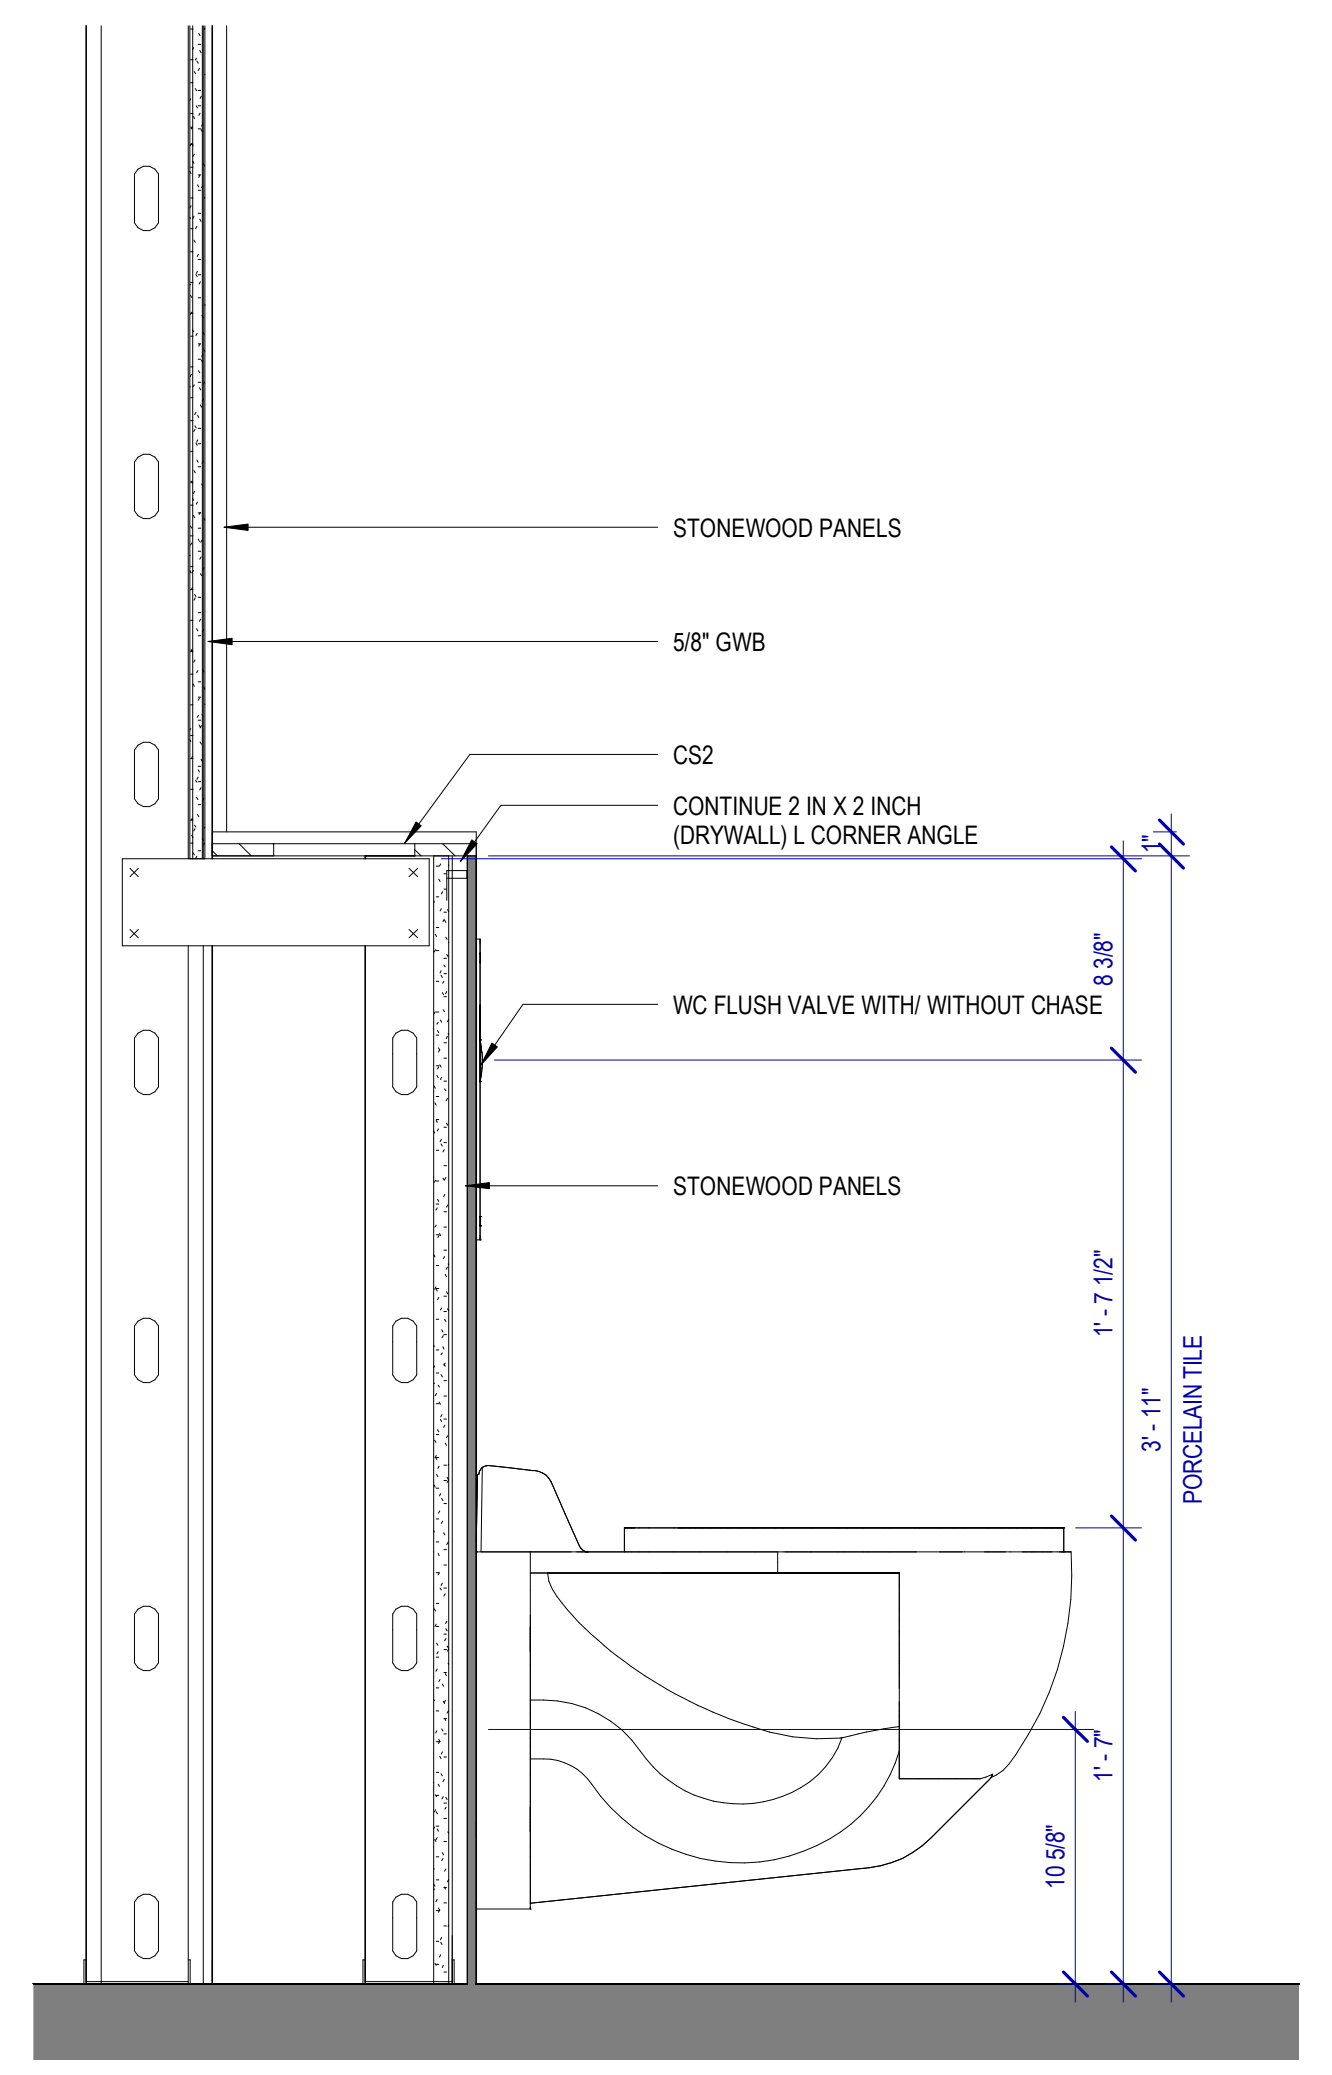 STONEWOOD PANELS
5/8" GWB
CS2
CONTINUE 2 IN X 2 INCH
(DRYWALL) L CORNER ANGLE
1"
8 3/8"
WC FLUSH VALVE WITH/ WITHOUT CHASE
STONEWOOD PANELS
1' - 7 1/2"
3' - 11"
PORCELAIN TILE
1' - 7"
10 5/8"